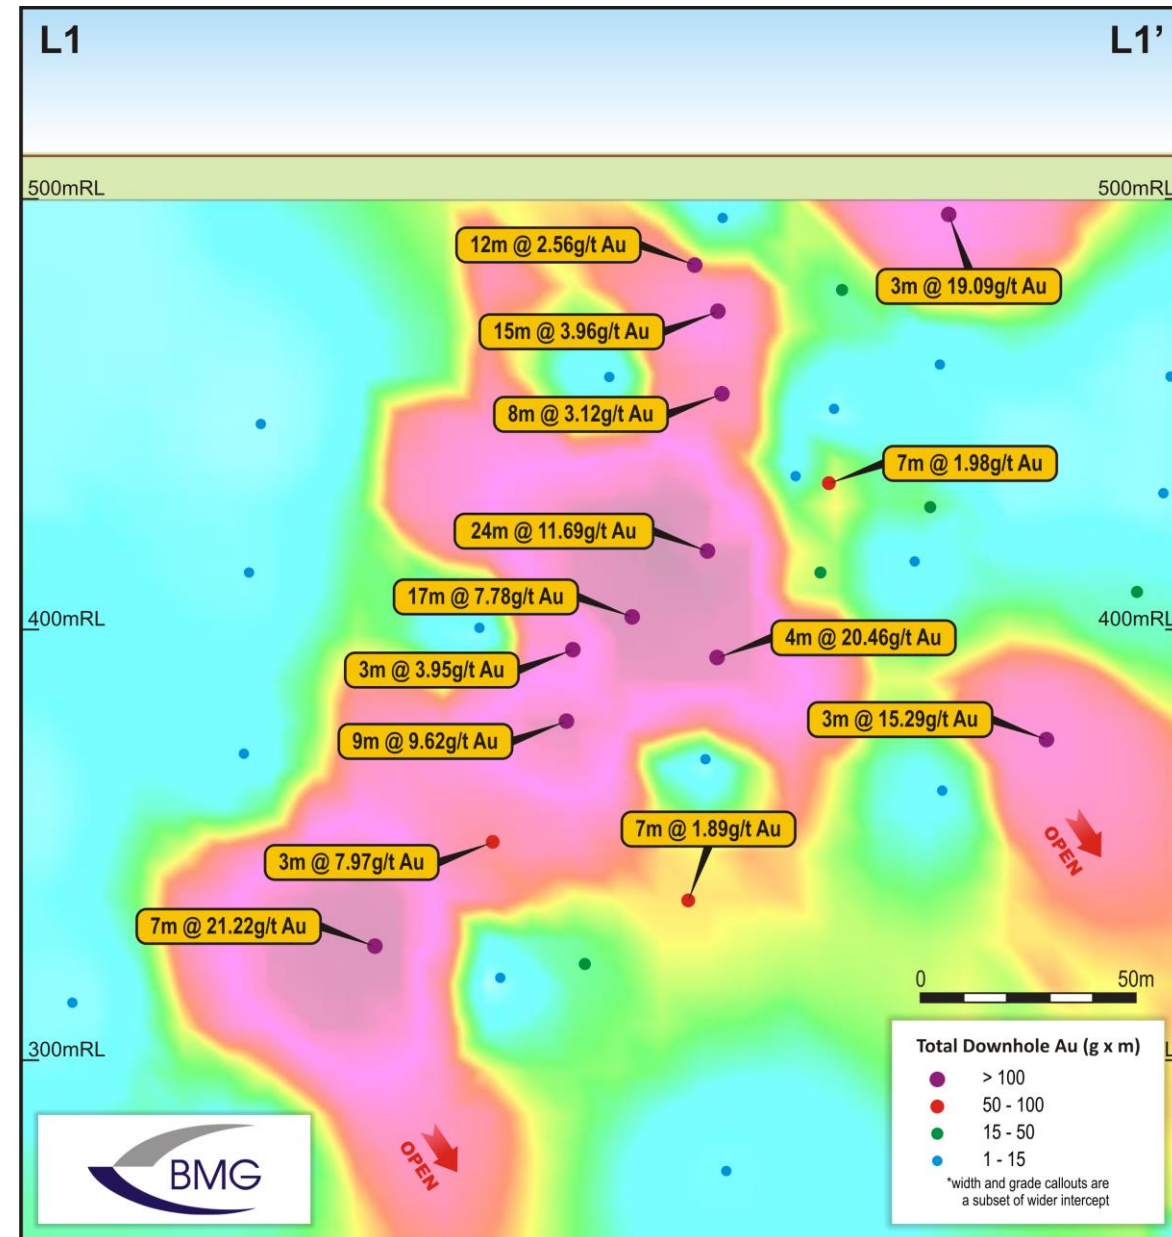 L1
L1’
500mRL
500mRL
12m @ 2.56g/t Au
3m @ 19.09g/t Au
15m @ 3.96g/t Au
8m @ 3.12g/t Au
7m @ 1.98g/t Au
24m @ 11.69g/t Au
17m @ 7.78g/t Au
400mRL
400mRL
4m @ 20.46g/t Au
3m @ 3.95g/t Au
3m @ 15.29g/t Au
9m @ 9.62g/t Au
7m @ 1.89g/t Au
OPEN
3m @ 7.97g/t Au
7m @ 21.22g/t Au
0
50m
300mRL
Total Downhole Au (g x m)
> 100
50 - 100
15 - 50
1 - 15
*width and grade callouts are
a subset of wider intercept
OPEN
BMG